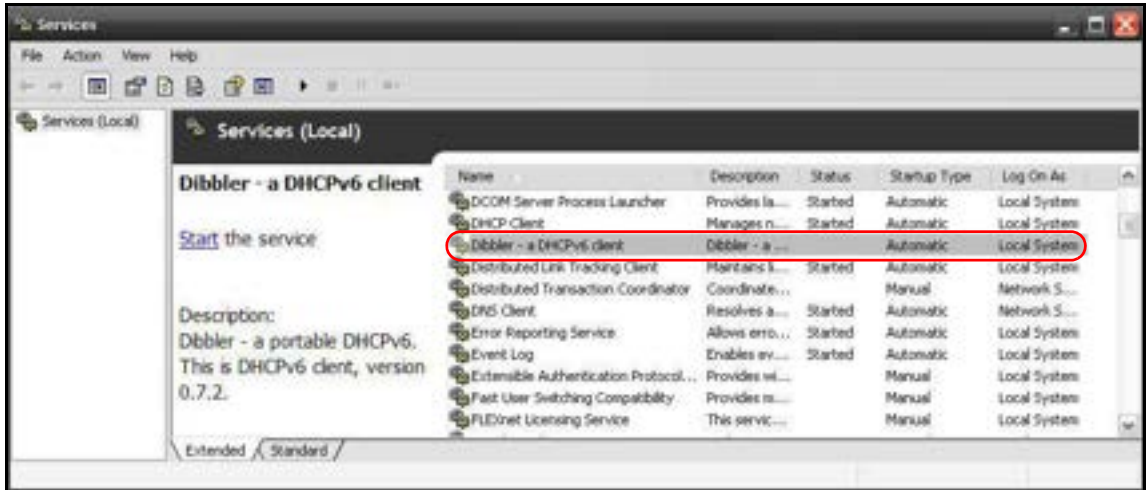 Services
File Action View Help
Services (Local)
Services (Local)
Dibbler - a DHCPv6 client
Start the service
Description:
Dibbler - a portable DHCPv6.
This is DHCPv6 client, version
0.7.2.
Name Description Status Startup Type Log On As
DCOM Server Process Launcher Provides la... Started Automatic Local System
DHCP Client Manages n... Started Automatic Local System
Dibbler - a DHCPv6 client Dibbler - a ... Automatic Local System
Distributed Link Tracking Client Maintains li... Started Automatic Local System
Distributed Transaction Coordinator Coordinate... Manual Network S...
DNS Client Resolves a... Started Automatic Network S...
Error Reporting Service Allows erro... Started Automatic Local System
Event Log Enables ev... Started Automatic Local System
Extensible Authentication Protocol... Provides wi... Manual Local System
Fast User Switching Compatibility Provides m... Manual Local System
FLEXnet Licensing Service This servic... Manual Local System
Extended Standard